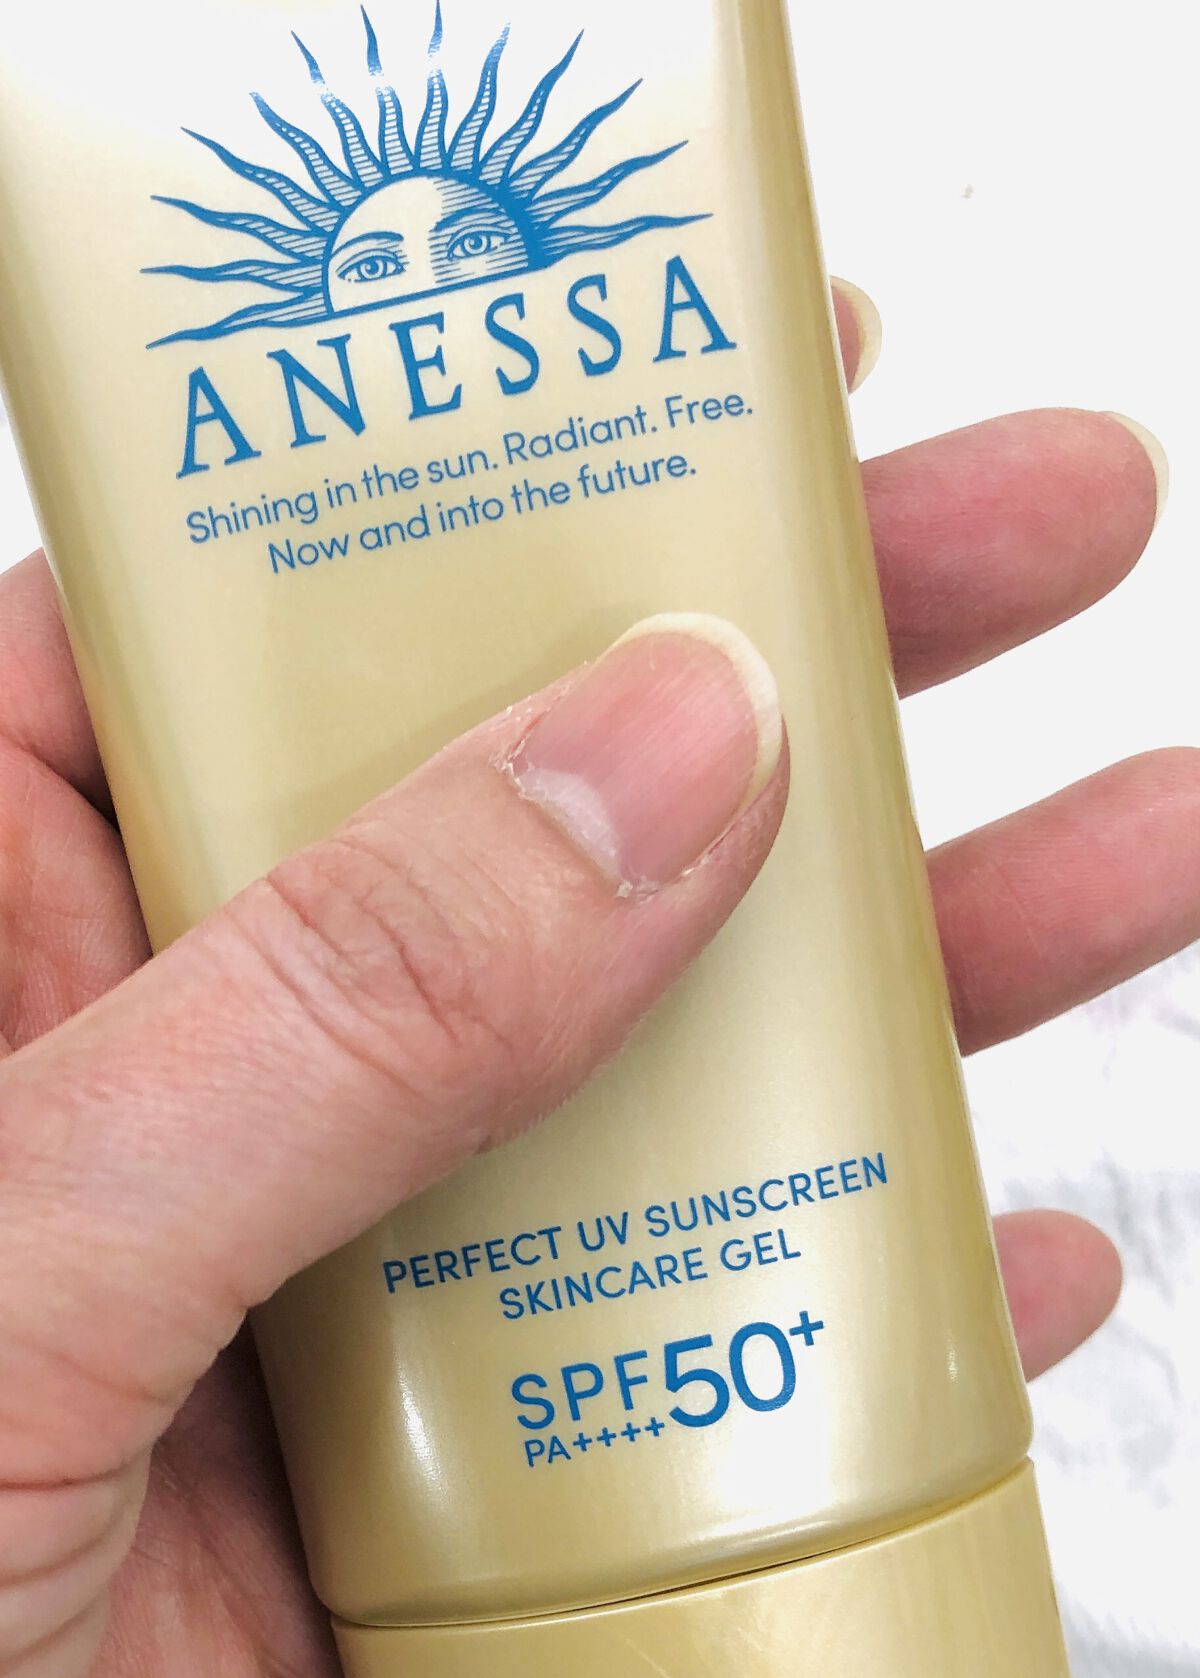 ANESSA
Shining in the sun. Radiant. Free.
Now and into the future.
PERFECT UV SUNSCREEN
SKINCARE GEL
SPF50+
PA++++